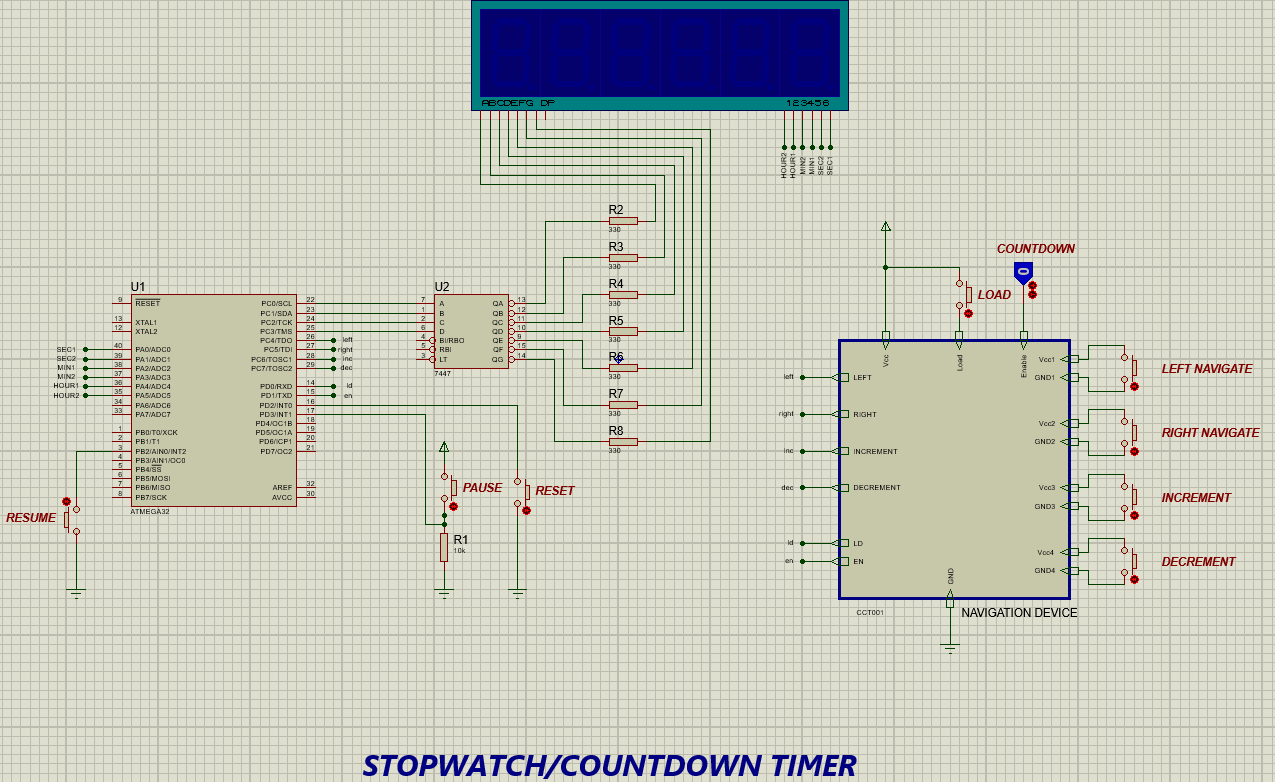 ABCDEFG DP
123456
HOUR2
HOUR1
MIN2
MIN1
SEC2
SEC1
R2
330
R3
330
R4
330
R5
330
R6
330
R7
330
R8
330
U1
9 RESET
13 XTAL1
12 XTAL2
SEC1 40 PA0/ADC0
SEC2 39 PA1/ADC1
MIN1 38 PA2/ADC2
MIN2 37 PA3/ADC3
HOUR1 36 PA4/ADC4
HOUR2 35 PA5/ADC5
34 PA6/ADC6
33 PA7/ADC7
1 PB0/T0/XCK
2 PB1/T1
3 PB2/AIN0/INT2
4 PB3/AIN1/OC0
5 PB4/SS
6 PB5/MOSI
7 PB6/MISO
8 PB7/SCK
PC0/SCL 22
PC1/SDA 23
PC2/TCK 24
PC3/TMS 25
PC4/TDO 26 left
PC5/TDI 27 right
PC6/TOSC1 28 inc
PC7/TOSC2 29 dec
PD0/RXD 14 ld
PD1/TXD 15 en
PD2/INT0 16
PD3/INT1 17
PD4/OC1B 18
PD5/OC1A 19
PD6/ICP1 20
PD7/OC2 21
AREF 32
AVCC 30
ATMEGA32
U2
7 A QA 13
1 B QB 12
2 C QC 11
6 D QD 10
4 BI/RBO QE 9
5 RBI QF 15
3 LT QG 14
7447
RESUME
PAUSE
RESET
R1
10k
COUNTDOWN
0
LOAD
Vcc
Load
Enable
left LEFT
right RIGHT
inc INCREMENT
dec DECREMENT
ld LD
en EN
Vcc1
GND1
Vcc2
GND2
Vcc3
GND3
Vcc4
GND4
GND
LEFT NAVIGATE
RIGHT NAVIGATE
INCREMENT
DECREMENT
CCT001
NAVIGATION DEVICE
STOPWATCH/COUNTDOWN TIMER